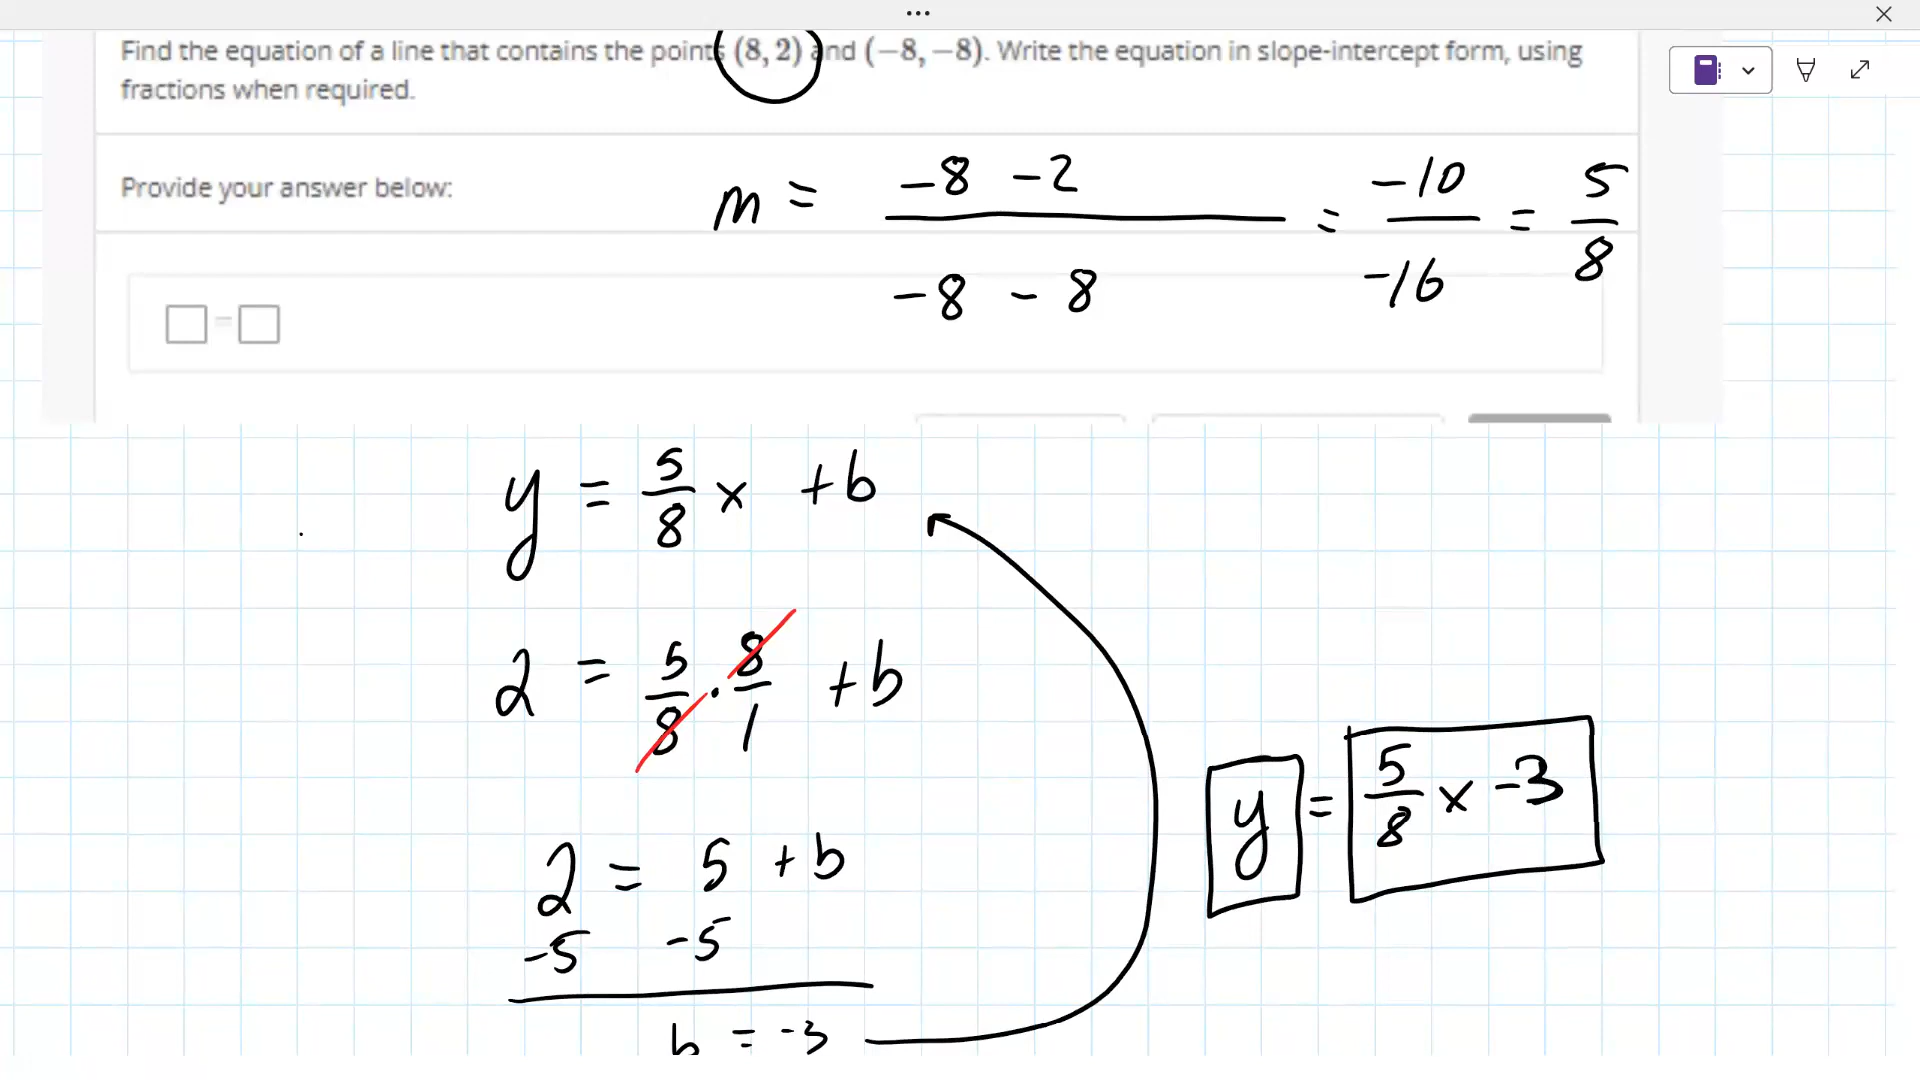 Find the equation of a line that contains the points (8, 2) and (−8, −8). Write the equation in slope-intercept form, using
fractions when required.
Provide your answer below:
m = (-8 - 2)/(-8 - 8) = -10/-16 = 5/8
□ = □
y = 5/8 x + b
2 = 5/8 · 8/1 + b
2 = 5 + b
-5 -5
b = -3
y = 5/8 x - 3